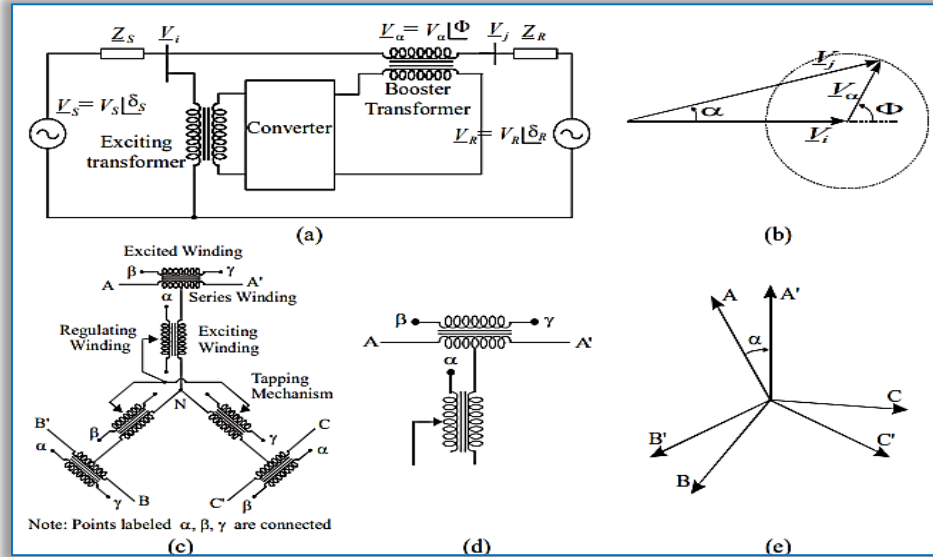 Z_S
V_i
V_α = V_α∠Φ
V_j
Z_R
V_S = V_S∠δ_S
Exciting
transformer
Converter
Booster
Transformer
V_R = V_R∠δ_R
(a)
V_j
V_α
α
Φ
V_i
(b)
Excited Winding
β
γ
A
A'
Series Winding
α
Regulating
Winding
Exciting
Winding
Tapping
Mechanism
N
B'
β
γ
C
α
α
γ
B
C'
β
Note: Points labeled α, β, γ are connected
(c)
β
γ
A
A'
α
(d)
A
A'
α
C
B'
C'
B
(e)